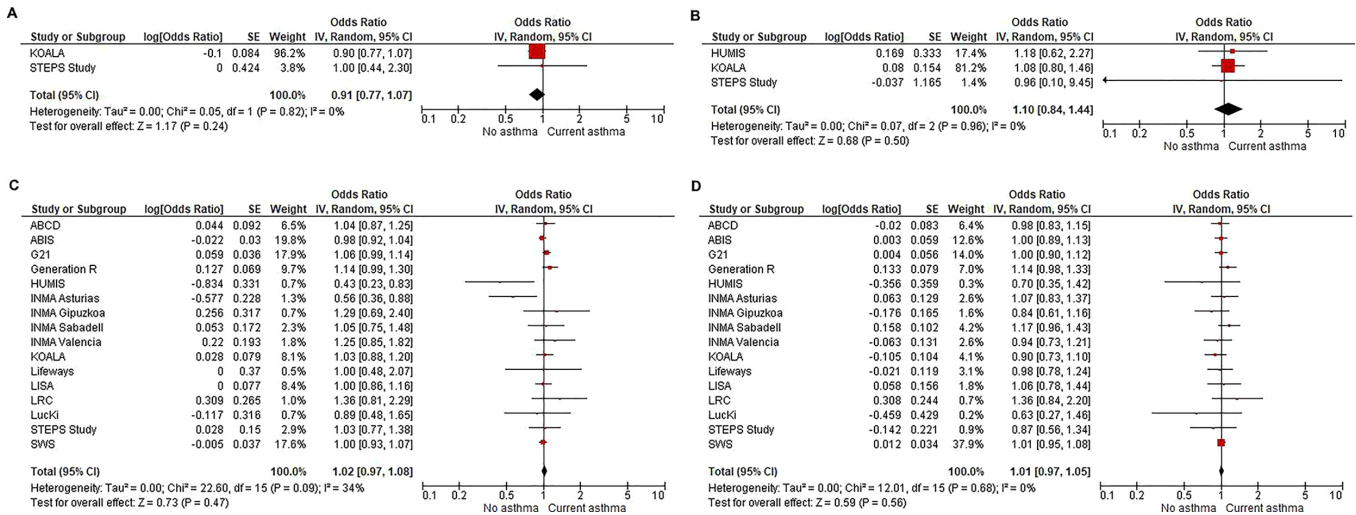 A
Odds Ratio Odds Ratio
Study or Subgroup log[Odds Ratio] SE Weight IV, Random, 95% CI IV, Random, 95% CI
KOALA -0.1 0.084 96.2% 0.90 [0.77, 1.07]
STEPS Study 0 0.424 3.8% 1.00 [0.44, 2.30]
Total (95% CI) 100.0% 0.91 [0.77, 1.07]
Heterogeneity: Tau² = 0.00; Chi² = 0.05, df = 1 (P = 0.82); I² = 0%
Test for overall effect: Z = 1.17 (P = 0.24)
0.1 0.2 0.5 1 2 5 10
No asthma Current asthma
B
Odds Ratio Odds Ratio
Study or Subgroup log[Odds Ratio] SE Weight IV, Random, 95% CI IV, Random, 95% CI
HUMIS 0.169 0.333 17.4% 1.18 [0.62, 2.27]
KOALA 0.08 0.154 81.2% 1.08 [0.80, 1.46]
STEPS Study -0.037 1.165 1.4% 0.96 [0.10, 9.45]
Total (95% CI) 100.0% 1.10 [0.84, 1.44]
Heterogeneity: Tau² = 0.00; Chi² = 0.07, df = 2 (P = 0.96); I² = 0%
Test for overall effect: Z = 0.68 (P = 0.50)
0.1 0.2 0.5 1 2 5 10
No asthma Current asthma
C
Odds Ratio Odds Ratio
Study or Subgroup log[Odds Ratio] SE Weight IV, Random, 95% CI IV, Random, 95% CI
ABCD 0.044 0.092 6.5% 1.04 [0.87, 1.25]
ABIS -0.022 0.03 19.8% 0.98 [0.92, 1.04]
G21 0.059 0.036 17.9% 1.06 [0.99, 1.14]
Generation R 0.127 0.069 9.7% 1.14 [0.99, 1.30]
HUMIS -0.834 0.331 0.7% 0.43 [0.23, 0.83]
INMA Asturias -0.577 0.228 1.3% 0.56 [0.36, 0.88]
INMA Gipuzkoa 0.256 0.317 0.7% 1.29 [0.69, 2.40]
INMA Sabadell 0.053 0.172 2.3% 1.05 [0.75, 1.48]
INMA Valencia 0.22 0.193 1.8% 1.25 [0.85, 1.82]
KOALA 0.028 0.079 8.1% 1.03 [0.88, 1.20]
Lifeways 0 0.37 0.5% 1.00 [0.48, 2.07]
LISA 0 0.077 8.4% 1.00 [0.86, 1.16]
LRC 0.309 0.265 1.0% 1.36 [0.81, 2.29]
LucKi -0.117 0.316 0.7% 0.89 [0.48, 1.65]
STEPS Study 0.028 0.15 2.9% 1.03 [0.77, 1.38]
SWS -0.005 0.037 17.6% 1.00 [0.93, 1.07]
Total (95% CI) 100.0% 1.02 [0.97, 1.08]
Heterogeneity: Tau² = 0.00; Chi² = 22.60, df = 15 (P = 0.09); I² = 34%
Test for overall effect: Z = 0.73 (P = 0.47)
0.1 0.2 0.5 1 2 5 10
No asthma Current asthma
D
Odds Ratio Odds Ratio
Study or Subgroup log[Odds Ratio] SE Weight IV, Random, 95% CI IV, Random, 95% CI
ABCD -0.02 0.083 6.4% 0.98 [0.83, 1.15]
ABIS 0.003 0.059 12.6% 1.00 [0.89, 1.13]
G21 0.004 0.056 14.0% 1.00 [0.90, 1.12]
Generation R 0.133 0.079 7.0% 1.14 [0.98, 1.33]
HUMIS -0.356 0.359 0.3% 0.70 [0.35, 1.42]
INMA Asturias 0.063 0.129 2.6% 1.07 [0.83, 1.37]
INMA Gipuzkoa -0.176 0.165 1.6% 0.84 [0.61, 1.16]
INMA Sabadell 0.158 0.102 4.2% 1.17 [0.96, 1.43]
INMA Valencia -0.063 0.131 2.6% 0.94 [0.73, 1.21]
KOALA -0.105 0.104 4.1% 0.90 [0.73, 1.10]
Lifeways -0.021 0.119 3.1% 0.98 [0.78, 1.24]
LISA 0.058 0.156 1.8% 1.06 [0.78, 1.44]
LRC 0.308 0.244 0.7% 1.36 [0.84, 2.20]
LucKi -0.459 0.429 0.2% 0.63 [0.27, 1.46]
STEPS Study -0.142 0.221 0.9% 0.87 [0.56, 1.34]
SWS 0.012 0.034 37.9% 1.01 [0.95, 1.08]
Total (95% CI) 100.0% 1.01 [0.97, 1.05]
Heterogeneity: Tau² = 0.00; Chi² = 12.01, df = 15 (P = 0.68); I² = 0%
Test for overall effect: Z = 0.59 (P = 0.56)
0.1 0.2 0.5 1 2 5 10
No asthma Current asthma